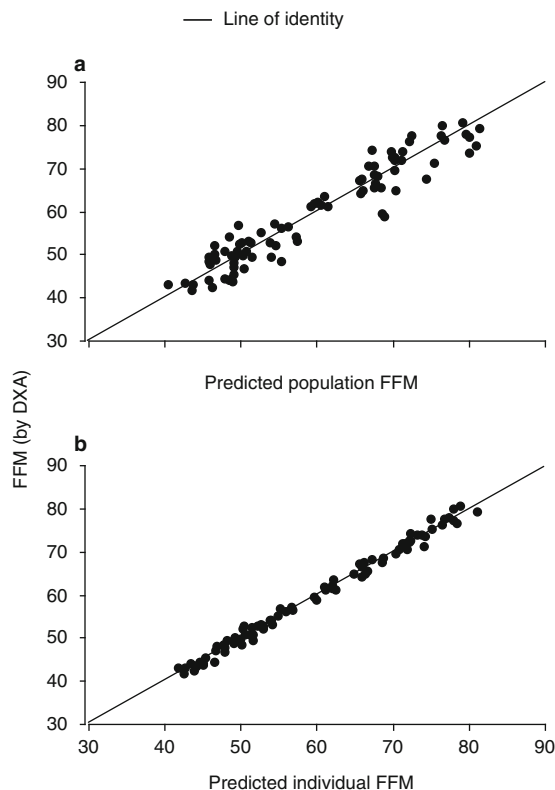 Line of identity
a
90
80
70
60
50
40
30
Predicted population FFM
FFM (by DXA)
b
90
80
70
60
50
40
30
30 40 50 60 70 80 90
Predicted individual FFM